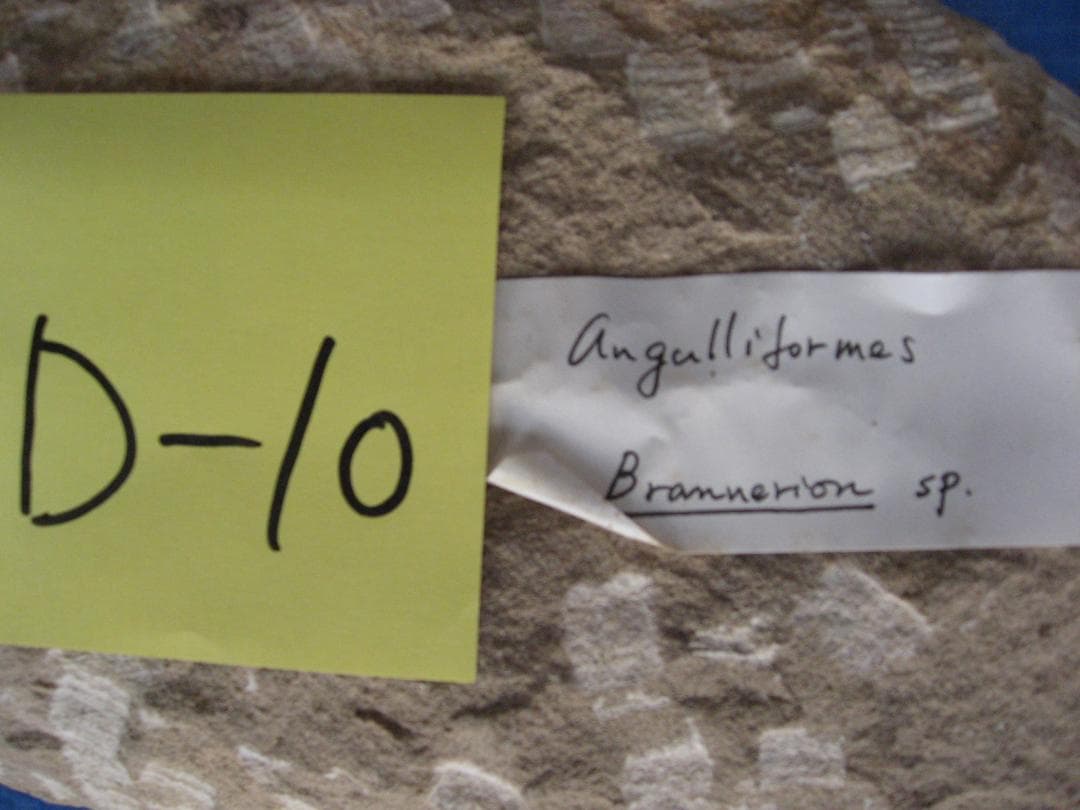 D-10
Angulliformes
Brannerion sp.